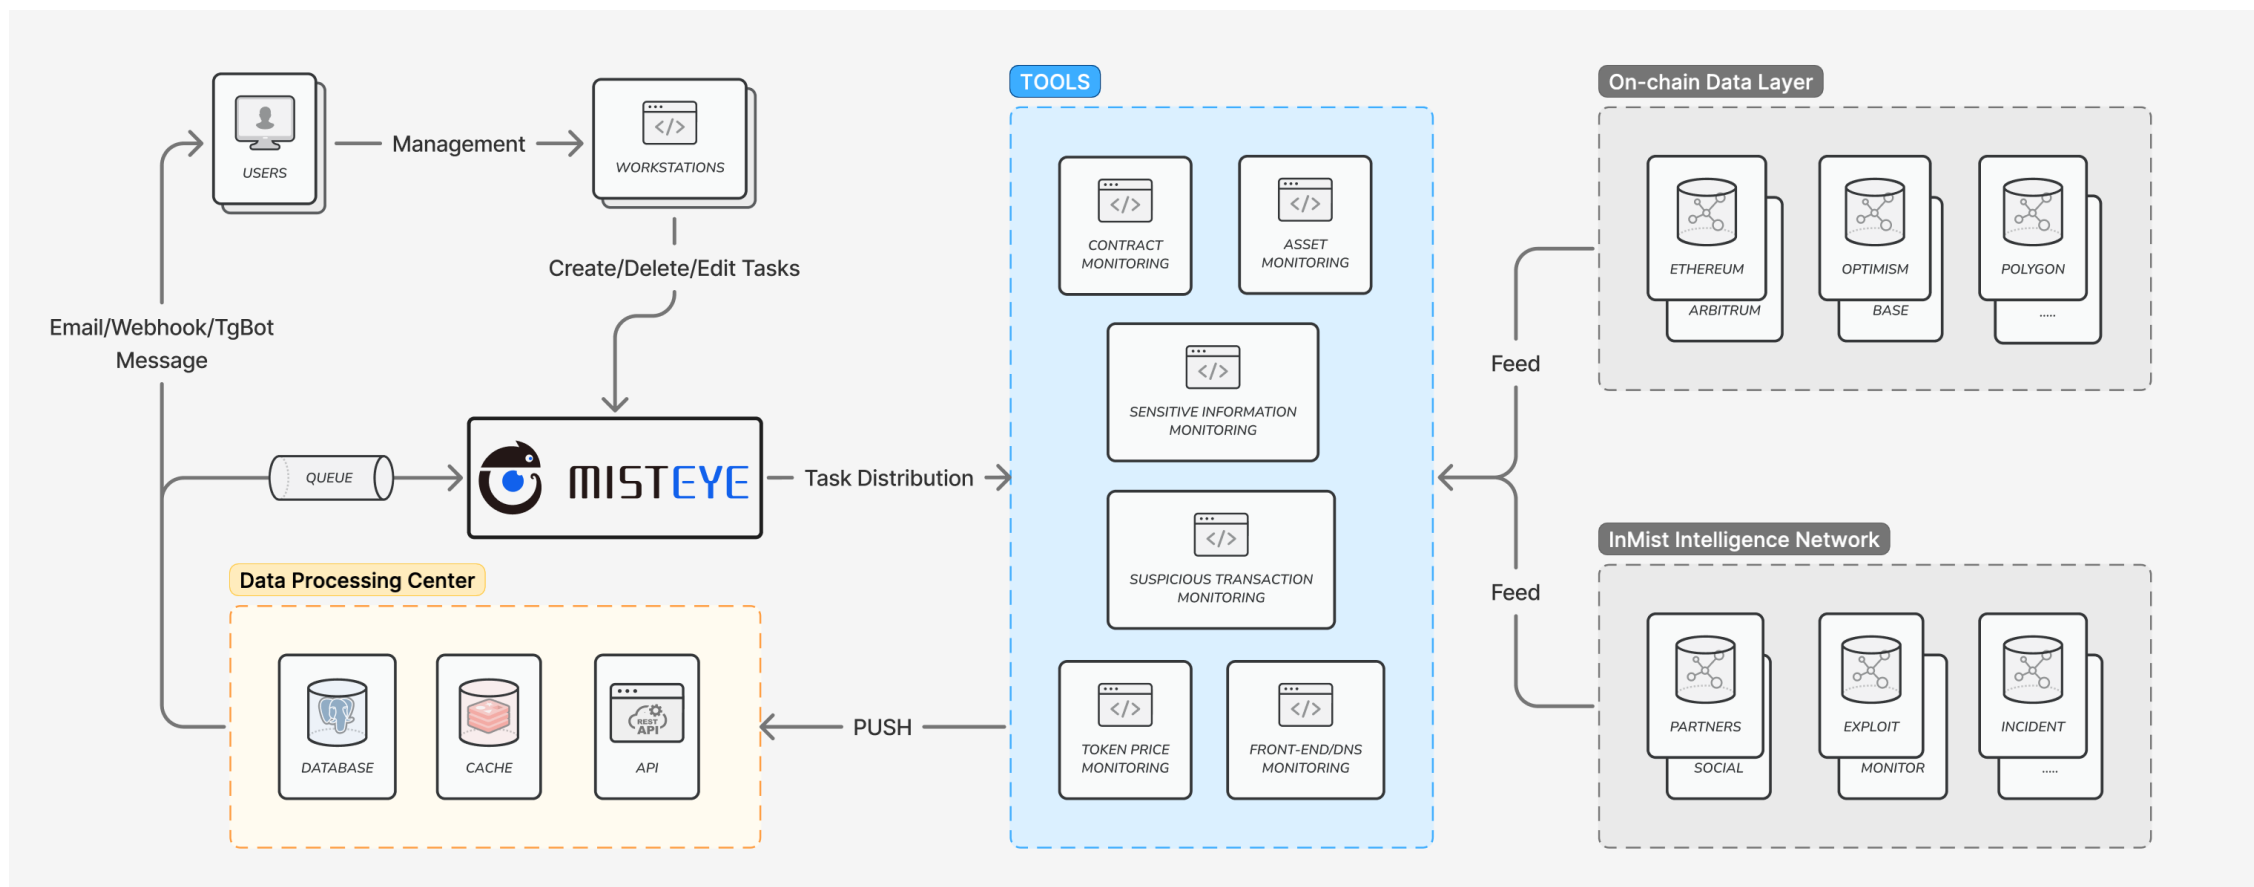 USERS
Management
WORKSTATIONS
Create/Delete/Edit Tasks
Email/Webhook/TgBot
Message
QUEUE
MISTEYE
Task Distribution
Data Processing Center
DATABASE
CACHE
REST
API
API
PUSH
TOOLS
CONTRACT
MONITORING
ASSET
MONITORING
SENSITIVE INFORMATION
MONITORING
SUSPICIOUS TRANSACTION
MONITORING
TOKEN PRICE
MONITORING
FRONT-END/DNS
MONITORING
Feed
Feed
On-chain Data Layer
ETHEREUM
ARBITRUM
OPTIMISM
BASE
POLYGON
.....
InMist Intelligence Network
PARTNERS
SOCIAL
EXPLOIT
MONITOR
INCIDENT
.....